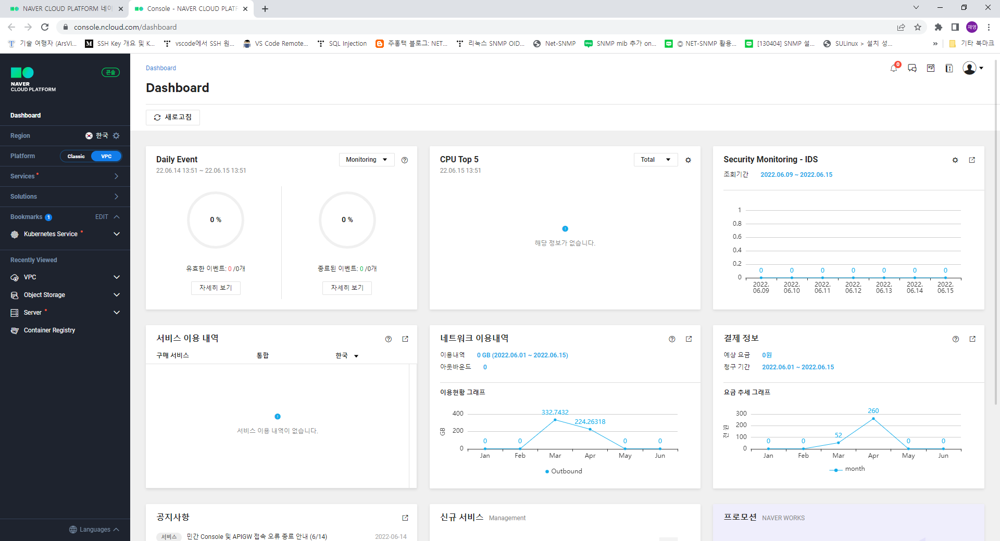 NAVER CLOUD PLATFORM 네이
Console - NAVER CLOUD PLATF
console.ncloud.com/dashboard
재영
기술 여행자 (ArsVi...
SSH Key 개요 및 K...
vscode에서 SSH 원...
VS Code Remote...
SQL Injection
주홍택 블로그: NET...
리눅스 SNMP OID...
Net-SNMP
SNMP mib 추가 on...
◎ NET-SNMP 활용...
[130404] SNMP 설...
SULinux > 설치 성...
»
기타 북마크
NAVER
CLOUD PLATFORM
콘솔
Dashboard
Region
한국
Platform
Classic
VPC
Services
Solutions
Bookmarks 1
EDIT
Kubernetes Service
Recently Viewed
VPC
Object Storage
Server
Container Registry
Languages
Dashboard
0
Dashboard
새로고침
Daily Event
Monitoring
22.06.14 13:51 ~ 22.06.15 13:51
0 %
0 %
유효한 이벤트: 0 /0개
종료된 이벤트: 0 /0개
자세히 보기
자세히 보기
CPU Top 5
Total
22.06.15 13:51
해당 정보가 없습니다.
Security Monitoring - IDS
조회기간 2022.06.09 ~ 2022.06.15
1
0.8
0.6
0.4
0.2
0
0 0 0 0 0 0 0
2022. 2022. 2022. 2022. 2022. 2022. 2022.
06.09 06.10 06.11 06.12 06.13 06.14 06.15
서비스 이용 내역
구매 서비스 통합 한국
서비스 이용 내역이 없습니다.
네트워크 이용내역
이용내역 0 GB (2022.06.01 ~ 2022.06.15)
아웃바운드 0
이용현황 그래프
GB
400
200
0
0 0 332.7432 224.26318 0 0
Jan Feb Mar Apr May Jun
Outbound
결제 정보
예상 요금 0원
청구 기간 2022.06.01 ~ 2022.06.15
요금 추세 그래프
천 원
300
200
100
0
0 0 52 260 0 0
Jan Feb Mar Apr May Jun
month
공지사항
서비스 민간 Console 및 APIGW 접속 오류 종료 안내 (6/14) 2022-06-14
신규 서비스 Management
프로모션 NAVER WORKS